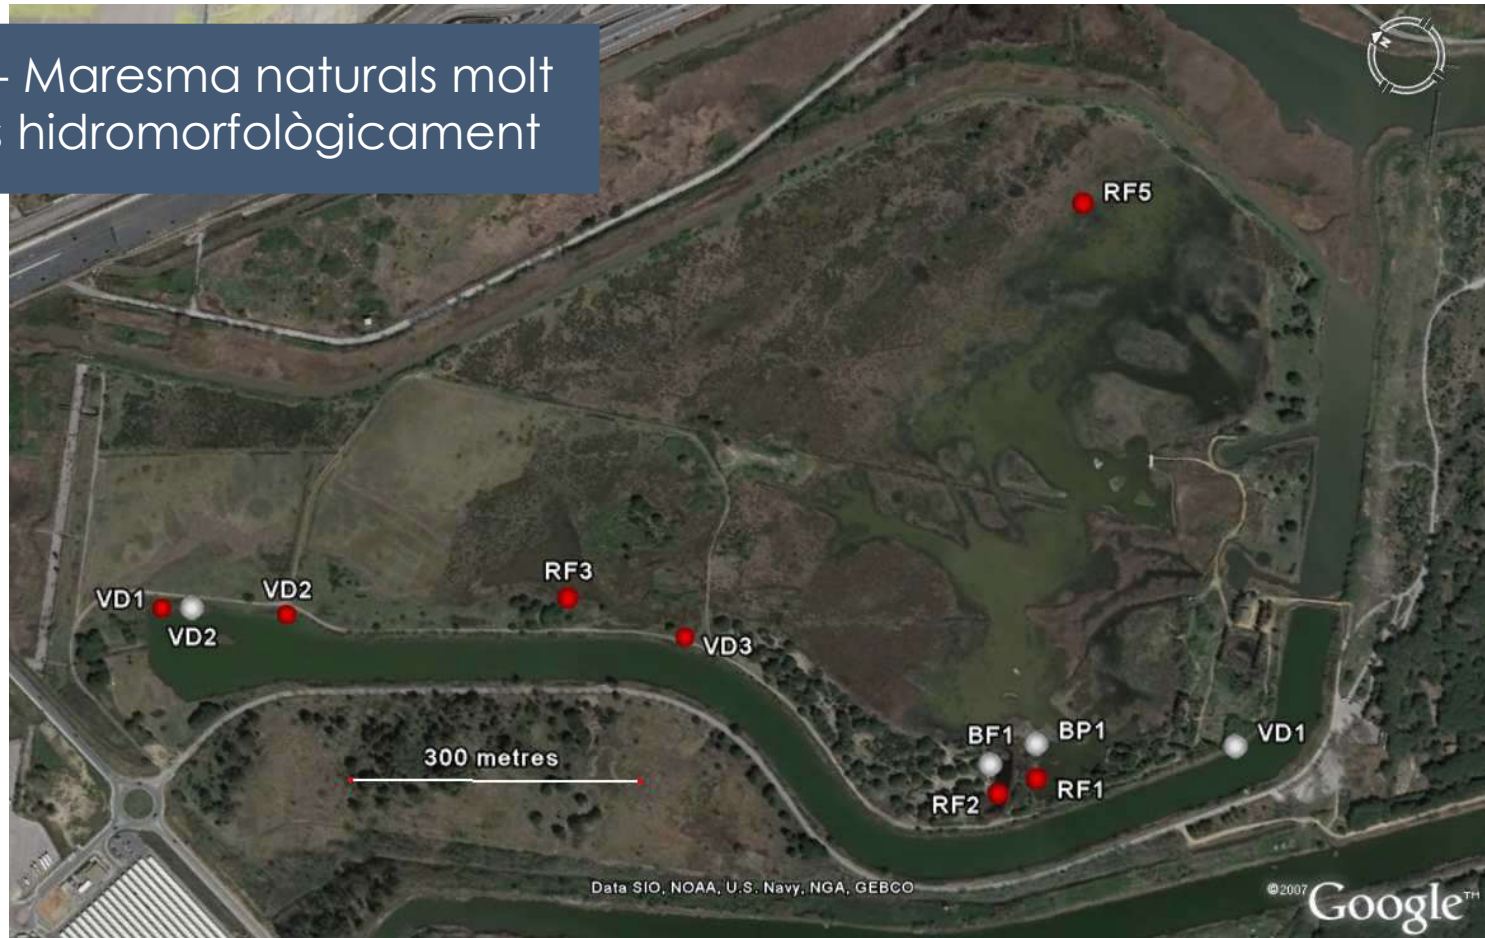 - Maresma naturals molt
s hidromorfològicament
N
RF5
RF3
VD1
VD2
VD2
VD3
BF1
BP1
VD1
RF2
RF1
300 metres
Data SIO, NOAA, U.S. Navy, NGA, GEBCO
©2007 Google™